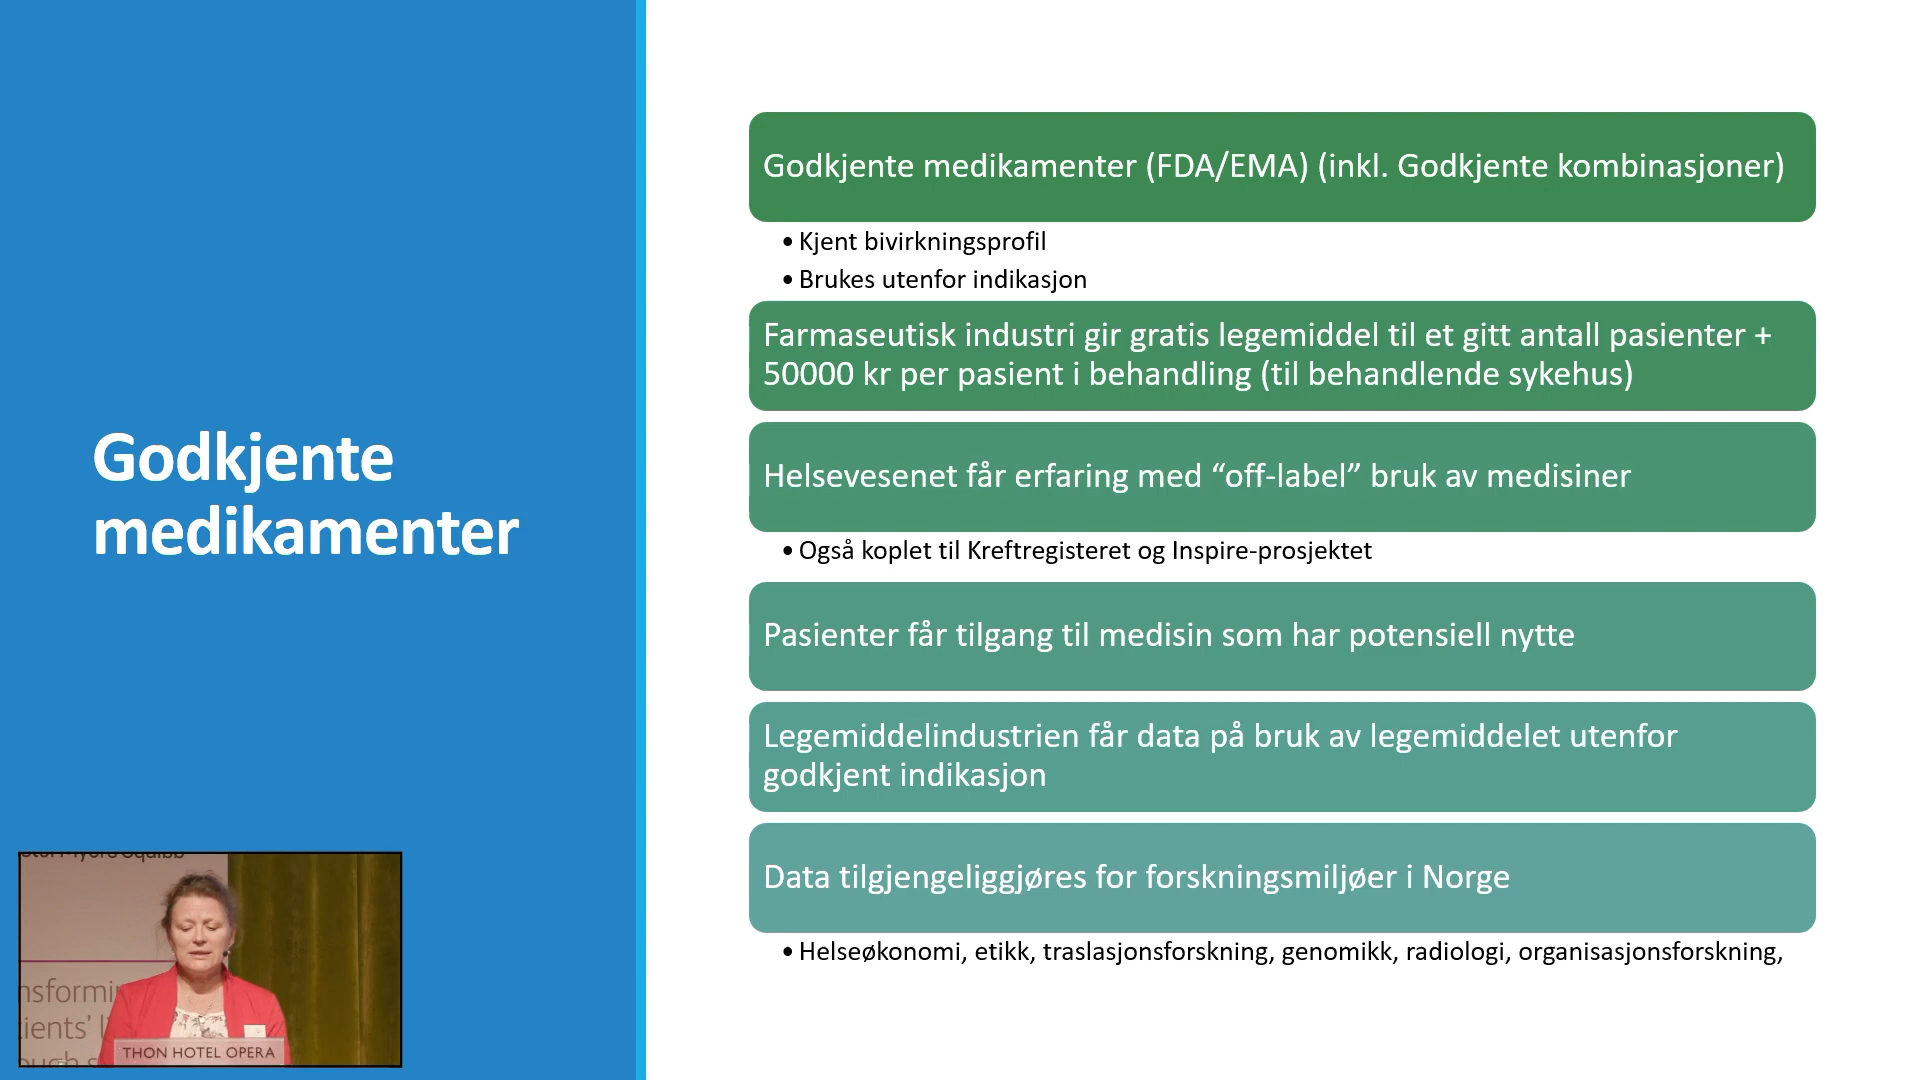 Godkjente
medikamenter
Godkjente medikamenter (FDA/EMA) (inkl. Godkjente kombinasjoner)
• Kjent bivirkningsprofil
• Brukes utenfor indikasjon
Farmaseutisk industri gir gratis legemiddel til et gitt antall pasienter +
50000 kr per pasient i behandling (til behandlende sykehus)
Helsevesenet får erfaring med “off-label” bruk av medisiner
• Også koplet til Kreftregisteret og Inspire-prosjektet
Pasienter får tilgang til medisin som har potensiell nytte
Legemiddelindustrien får data på bruk av legemiddelet utenfor
godkjent indikasjon
Data tilgjengeliggjøres for forskningsmiljøer i Norge
• Helseøkonomi, etikk, traslasjonsforskning, genomikk, radiologi, organisasjonsforskning,
Myers Squibb
THON HOTEL OPERA